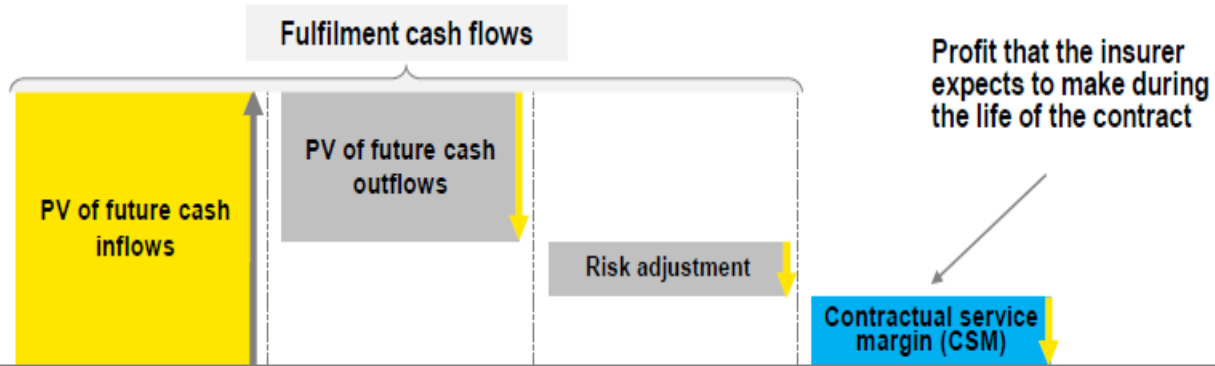 Fulfilment cash flows
Profit that the insurer
expects to make during
the life of the contract
PV of future cash
inflows
PV of future cash
outflows
Risk adjustment
Contractual service
margin (CSM)